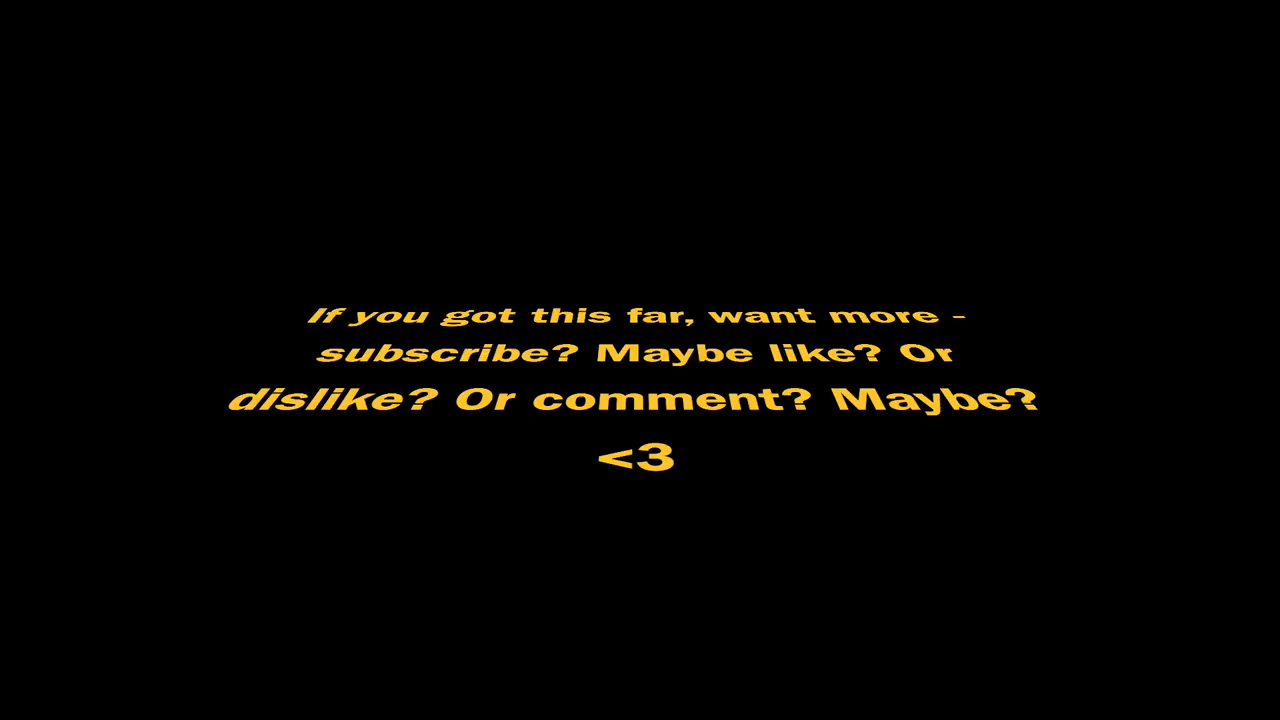 If you got this far, want more -
subscribe? Maybe like? Or
dislike? Or comment? Maybe?
<3